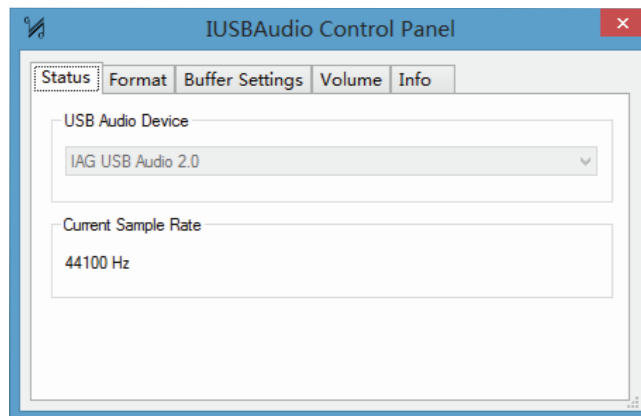 IUSBAudio Control Panel
Status Format Buffer Settings Volume Info
USB Audio Device
IAG USB Audio 2.0
Current Sample Rate
44100 Hz